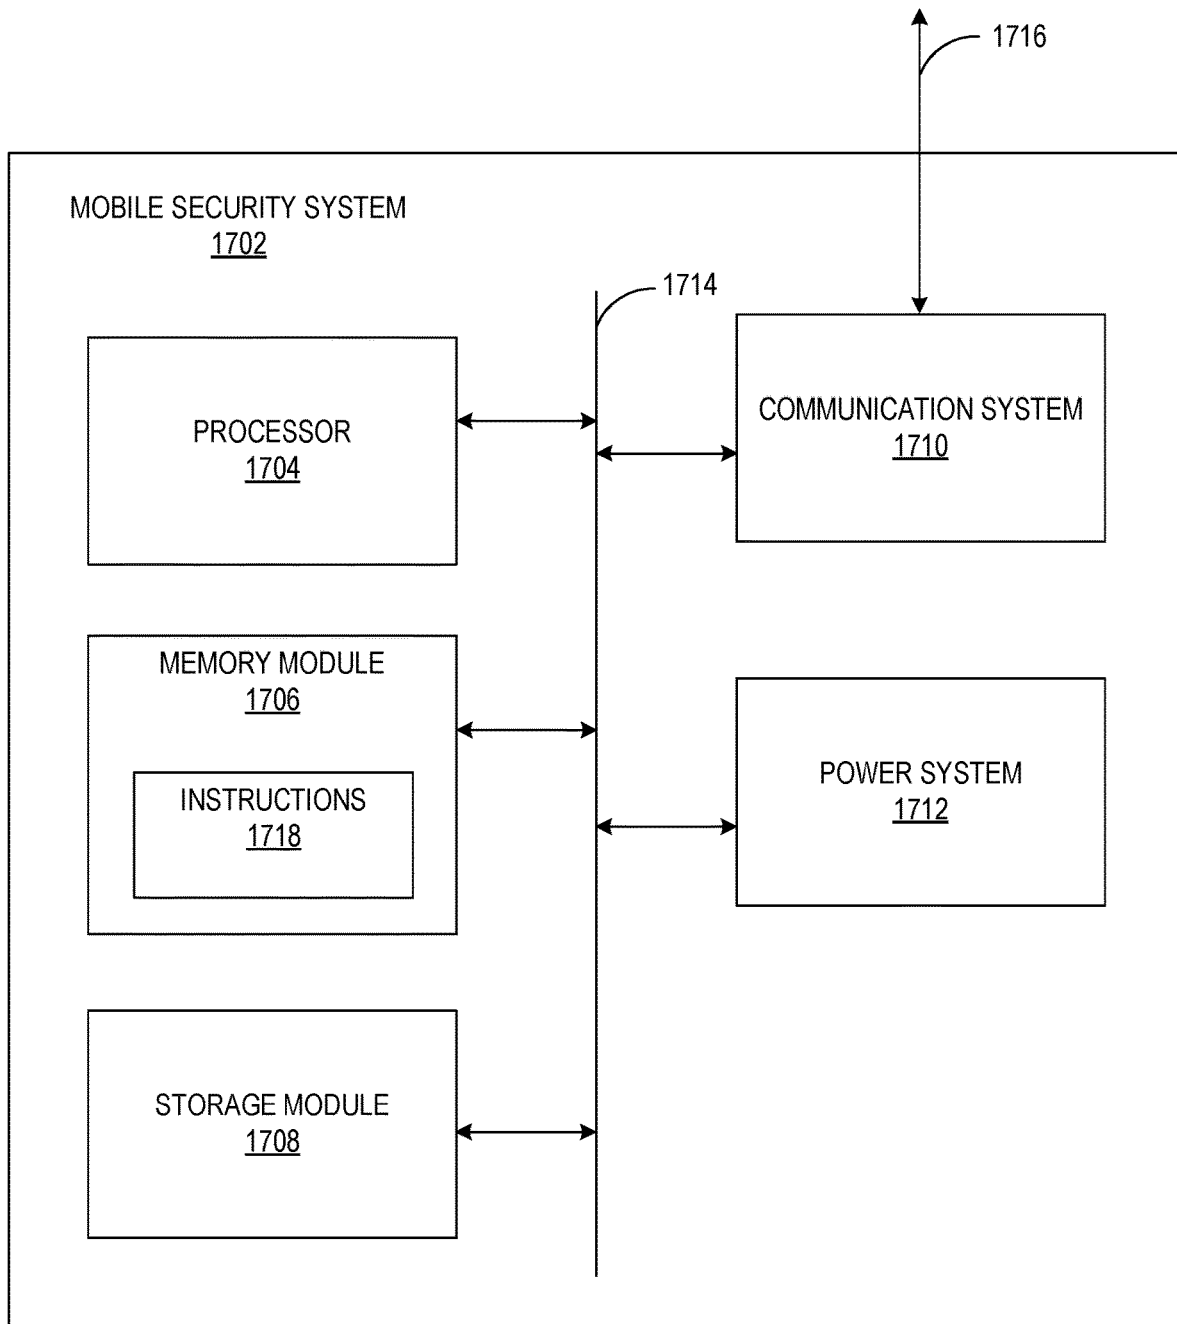 1716
MOBILE SECURITY SYSTEM
1702
1714
PROCESSOR
1704
COMMUNICATION SYSTEM
1710
MEMORY MODULE
1706
INSTRUCTIONS
1718
POWER SYSTEM
1712
STORAGE MODULE
1708